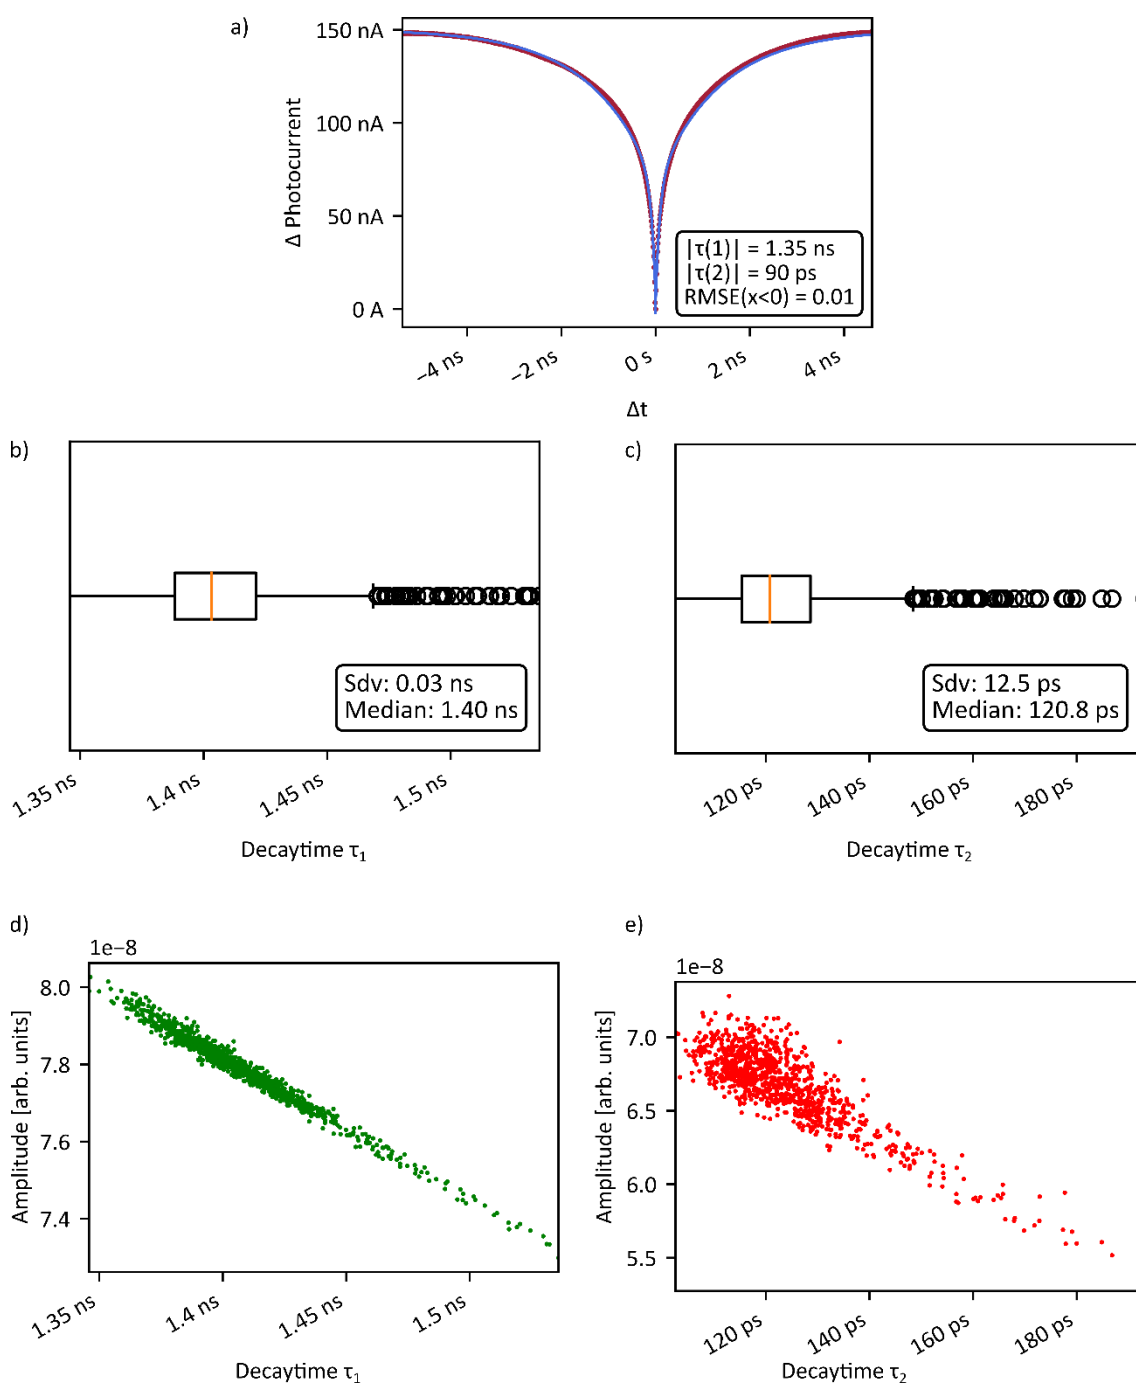 a)
150 nA
100 nA
50 nA
0 A
Δ Photocurrent
|τ(1)| = 1.35 ns
|τ(2)| = 90 ps
RMSE(x<0) = 0.01
−4 ns
−2 ns
0 s
2 ns
4 ns
Δt
b)
Sdv: 0.03 ns
Median: 1.40 ns
1.35 ns
1.4 ns
1.45 ns
1.5 ns
Decaytime τ₁
c)
Sdv: 12.5 ps
Median: 120.8 ps
120 ps
140 ps
160 ps
180 ps
Decaytime τ₂
d)
1e−8
8.0
7.8
7.6
7.4
Amplitude [arb. units]
1.35 ns
1.4 ns
1.45 ns
1.5 ns
Decaytime τ₁
e)
1e−8
7.0
6.5
6.0
5.5
Amplitude [arb. units]
120 ps
140 ps
160 ps
180 ps
Decaytime τ₂